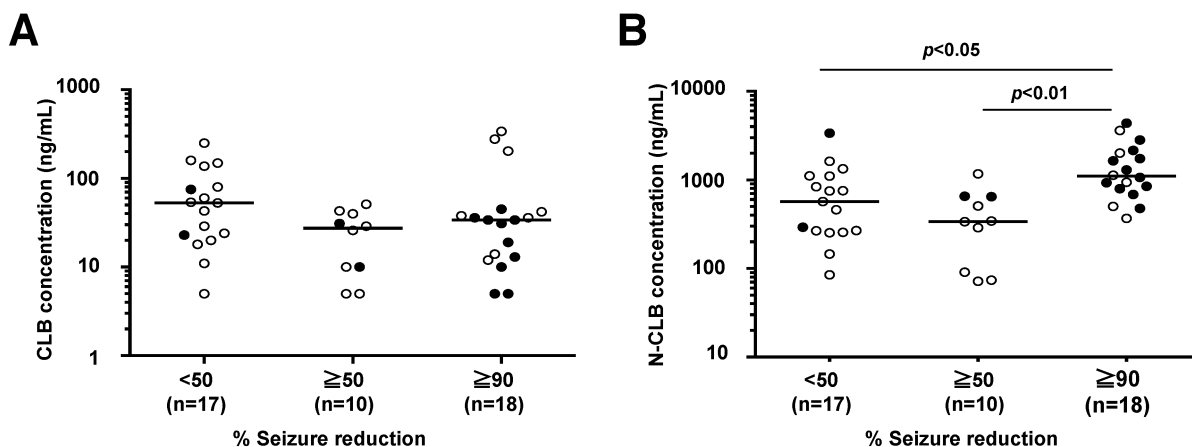 A
CLB concentration (ng/mL)
1000
100
10
1
<50
≧50
≧90
(n=17)
(n=10)
(n=18)
% Seizure reduction
B
N-CLB concentration (ng/mL)
p<0.05
p<0.01
10000
1000
100
10
<50
≧50
≧90
(n=17)
(n=10)
(n=18)
% Seizure reduction